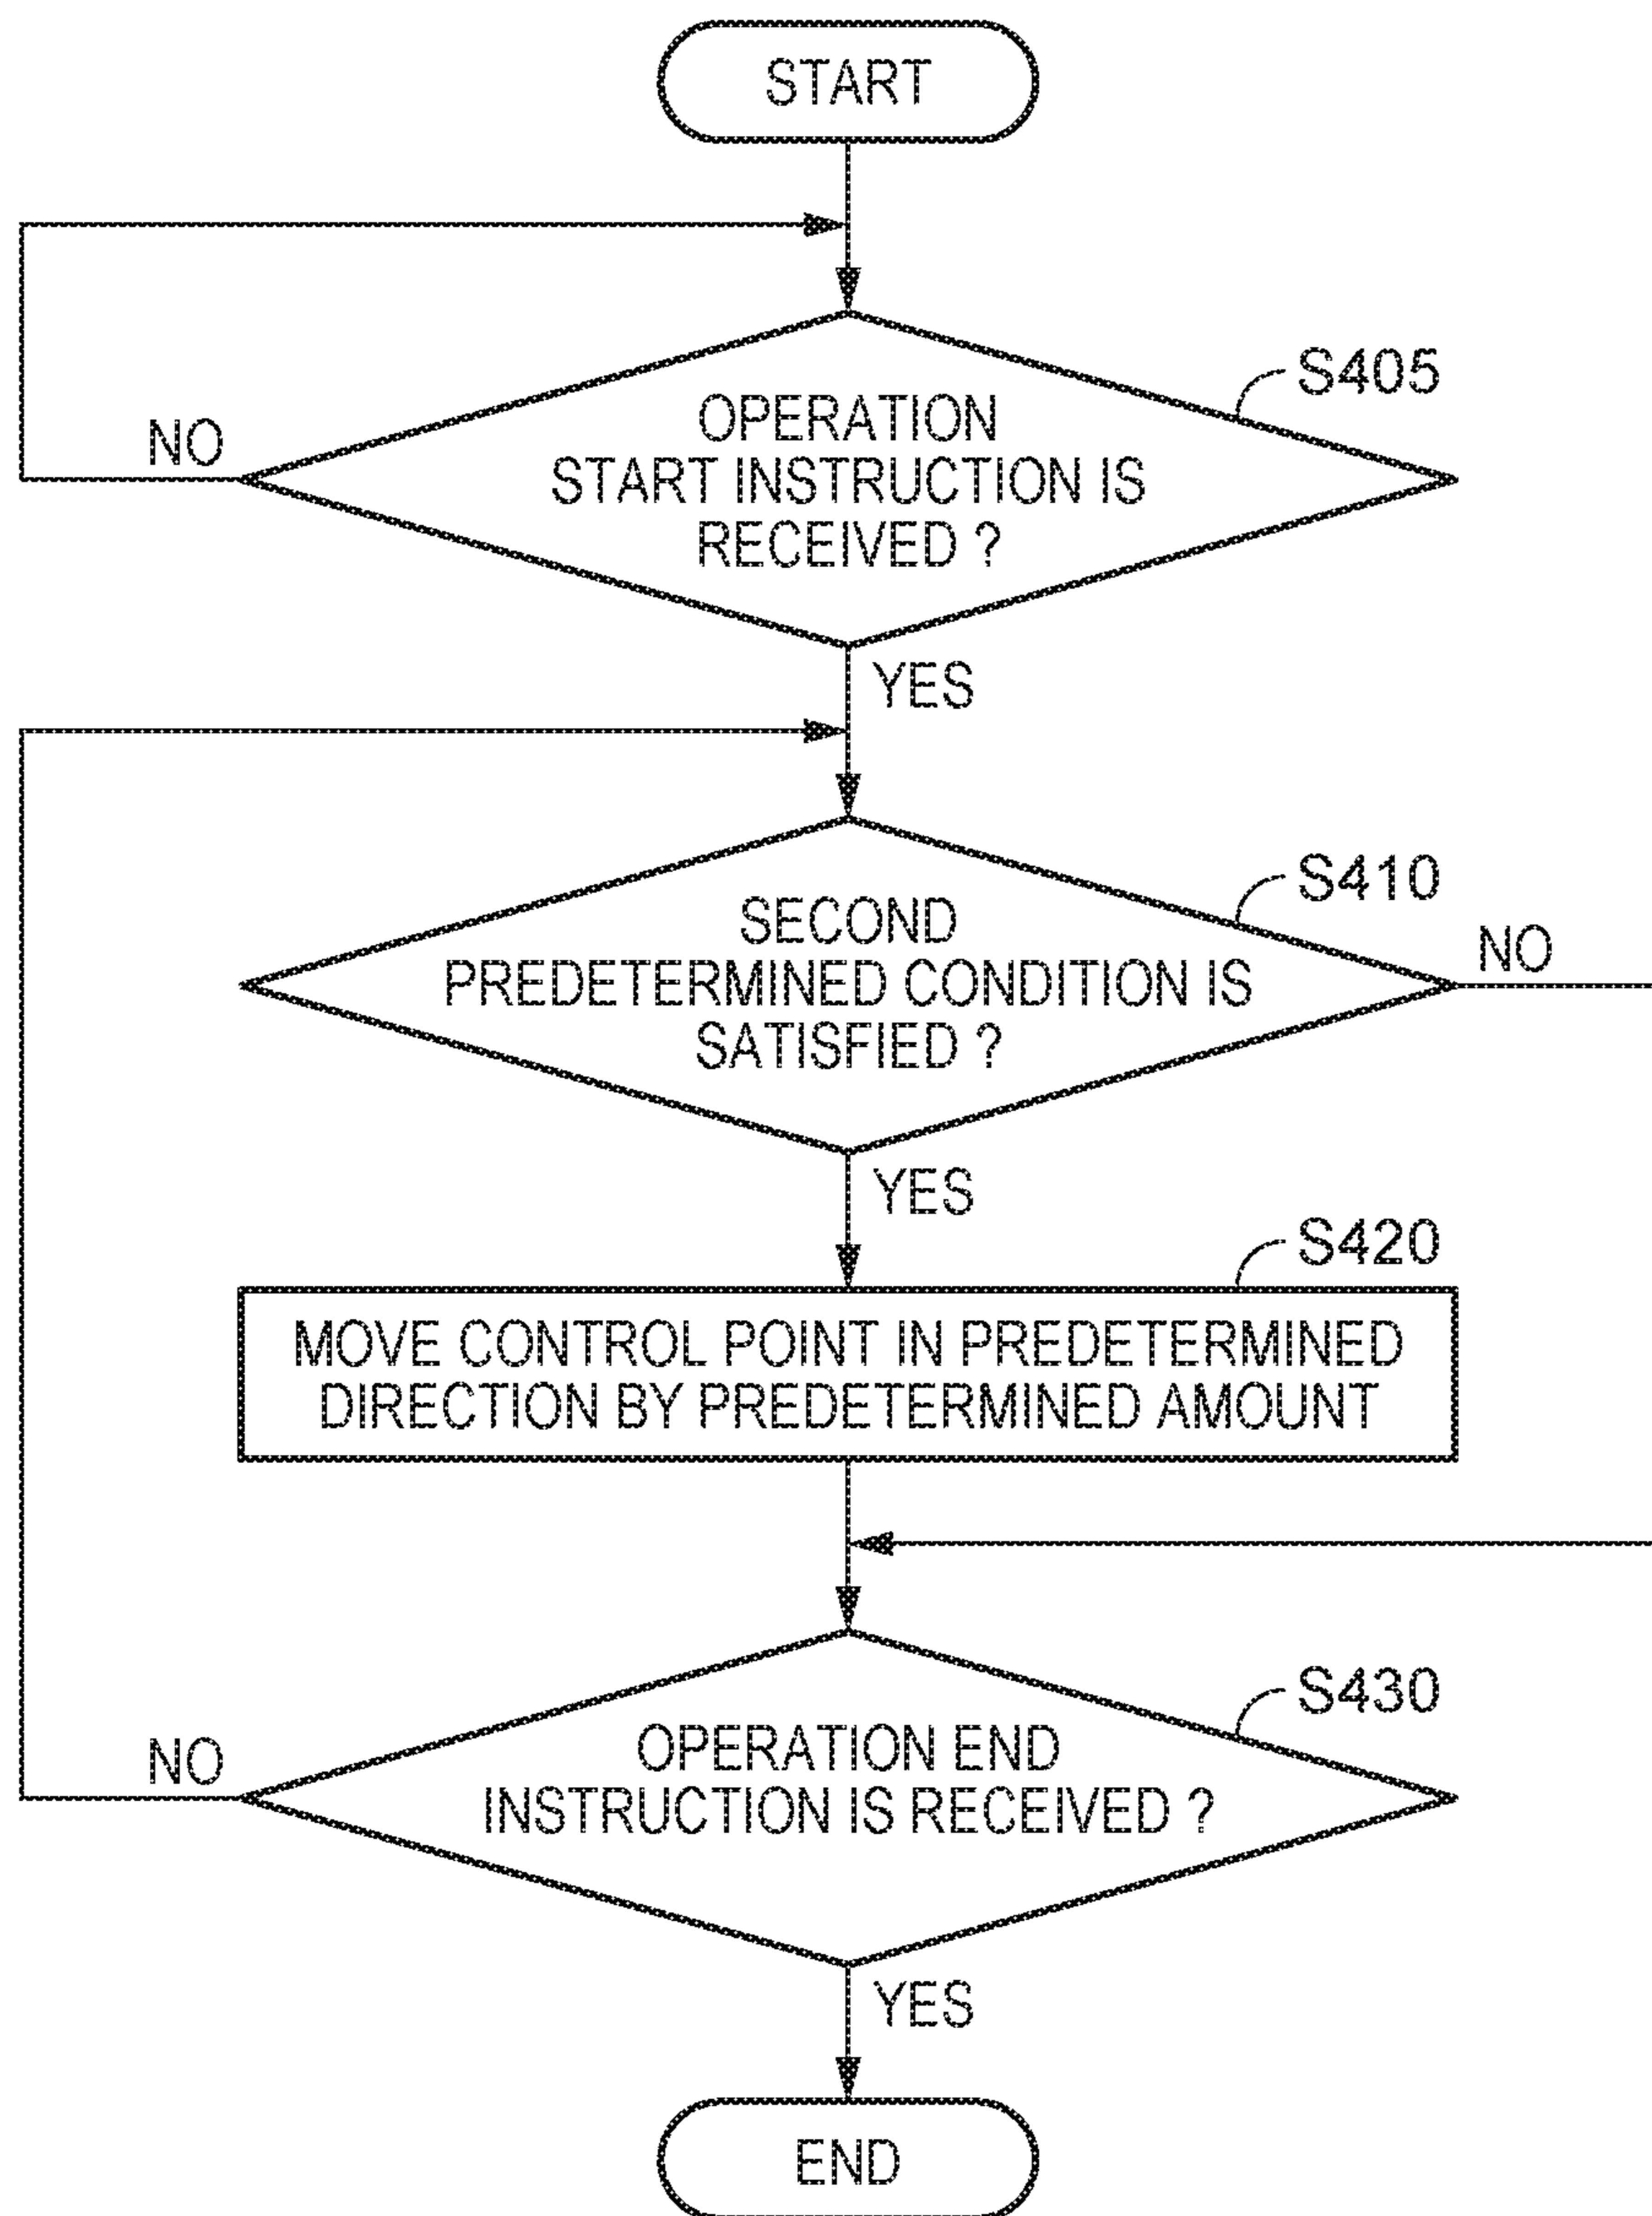 START
S405
OPERATION
START INSTRUCTION IS
RECEIVED ?
NO
YES
S410
SECOND
PREDETERMINED CONDITION IS
SATISFIED ?
NO
YES
S420
MOVE CONTROL POINT IN PREDETERMINED
DIRECTION BY PREDETERMINED AMOUNT
S430
OPERATION END
INSTRUCTION IS RECEIVED ?
NO
YES
END